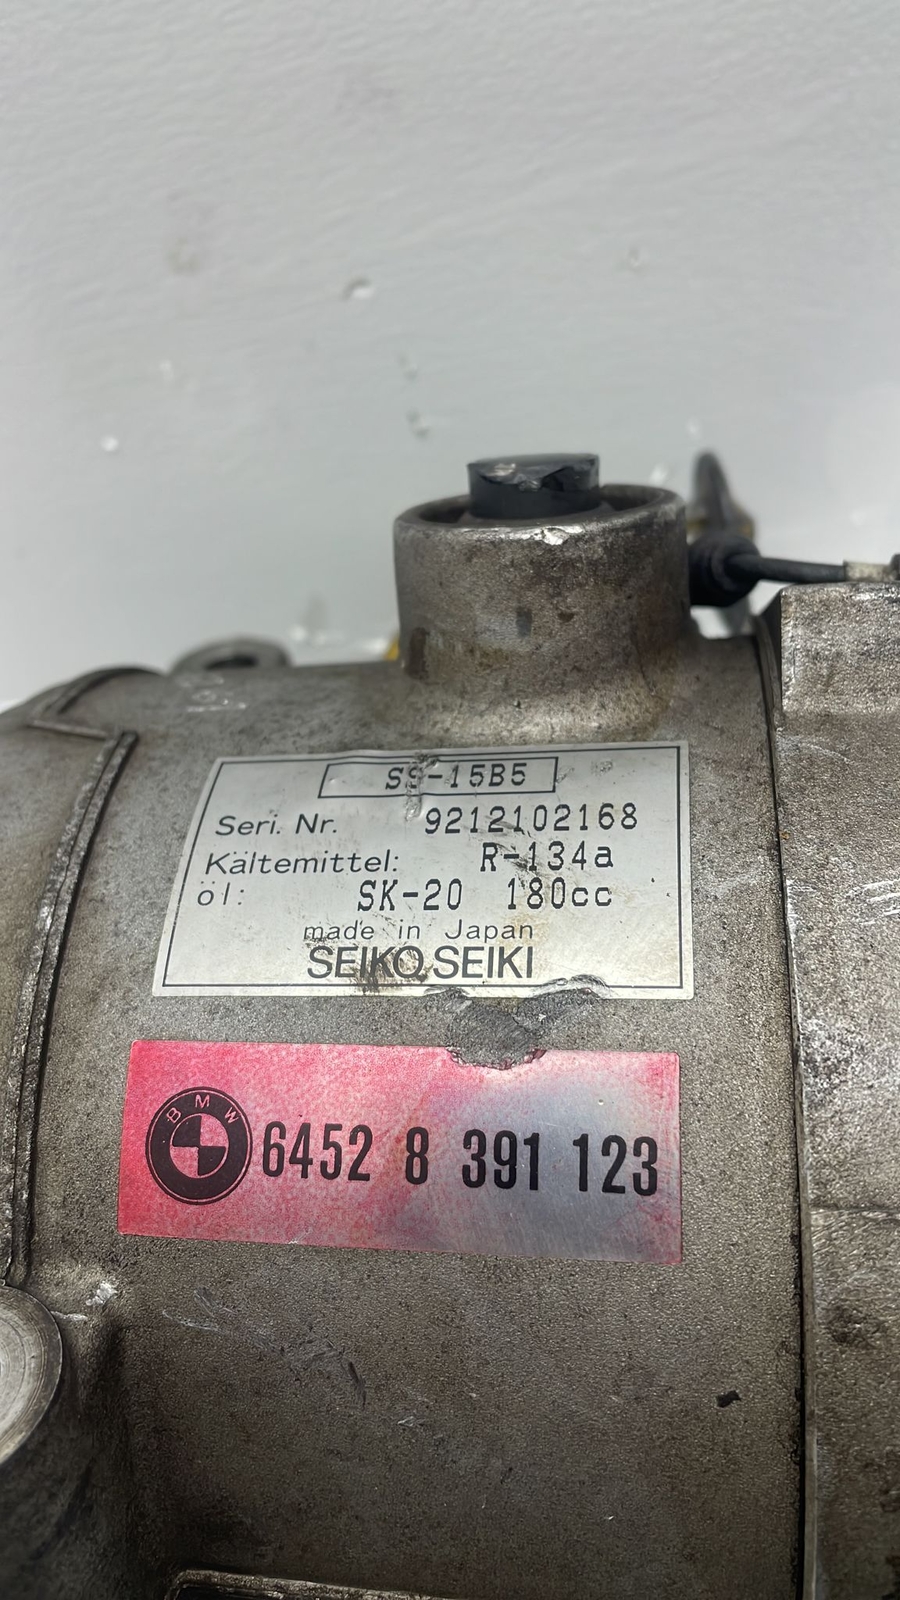 SS-15B5
Seri. Nr. 9212102168
Kältemittel: R-134a
öl: SK-20 180cc
made in Japan
SEIKO SEIKI
BMW 6452 8 391 123